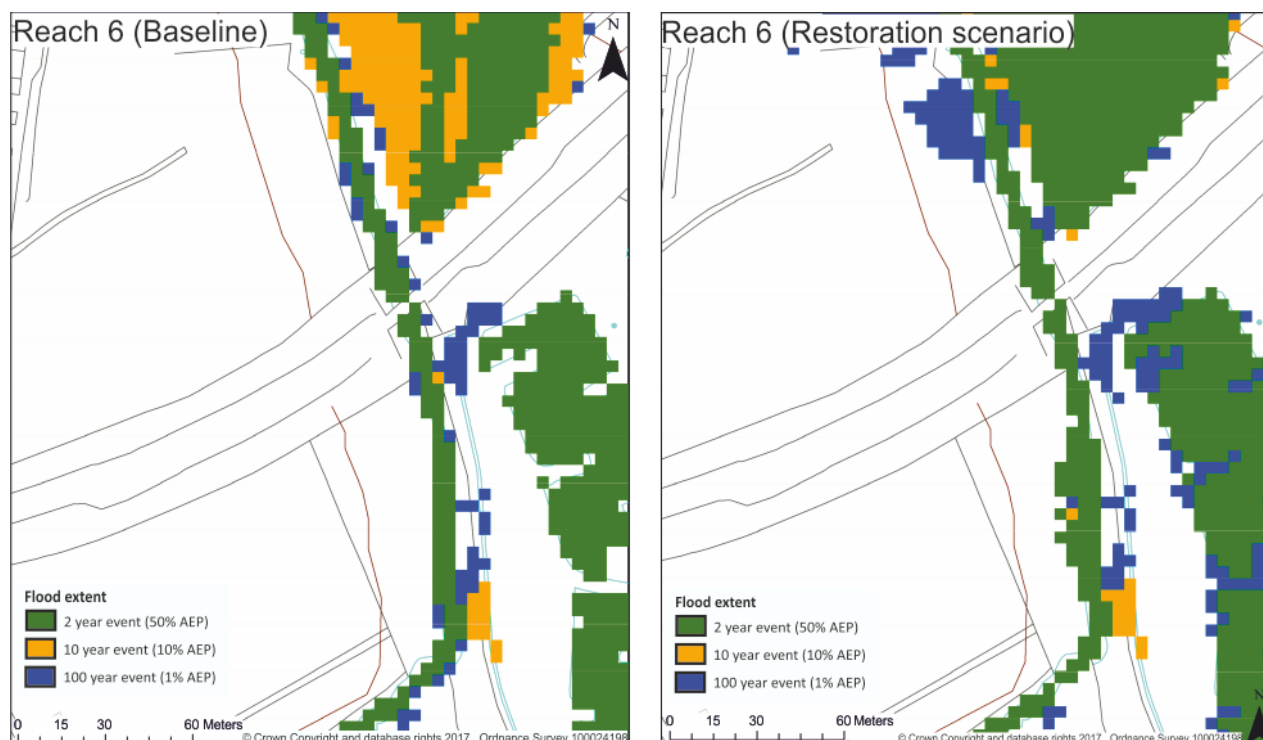 Reach 6 (Baseline)
N
Flood extent
2 year event (50% AEP)
10 year event (10% AEP)
100 year event (1% AEP)
0 15 30 60 Meters
© Crown Copyright and database rights 2017 Ordnance Survey 100024198
Reach 6 (Restoration scenario)
Flood extent
2 year event (50% AEP)
10 year event (10% AEP)
100 year event (1% AEP)
N
0 15 30 60 Meters
© Crown Copyright and database rights 2017 Ordnance Survey 100024198